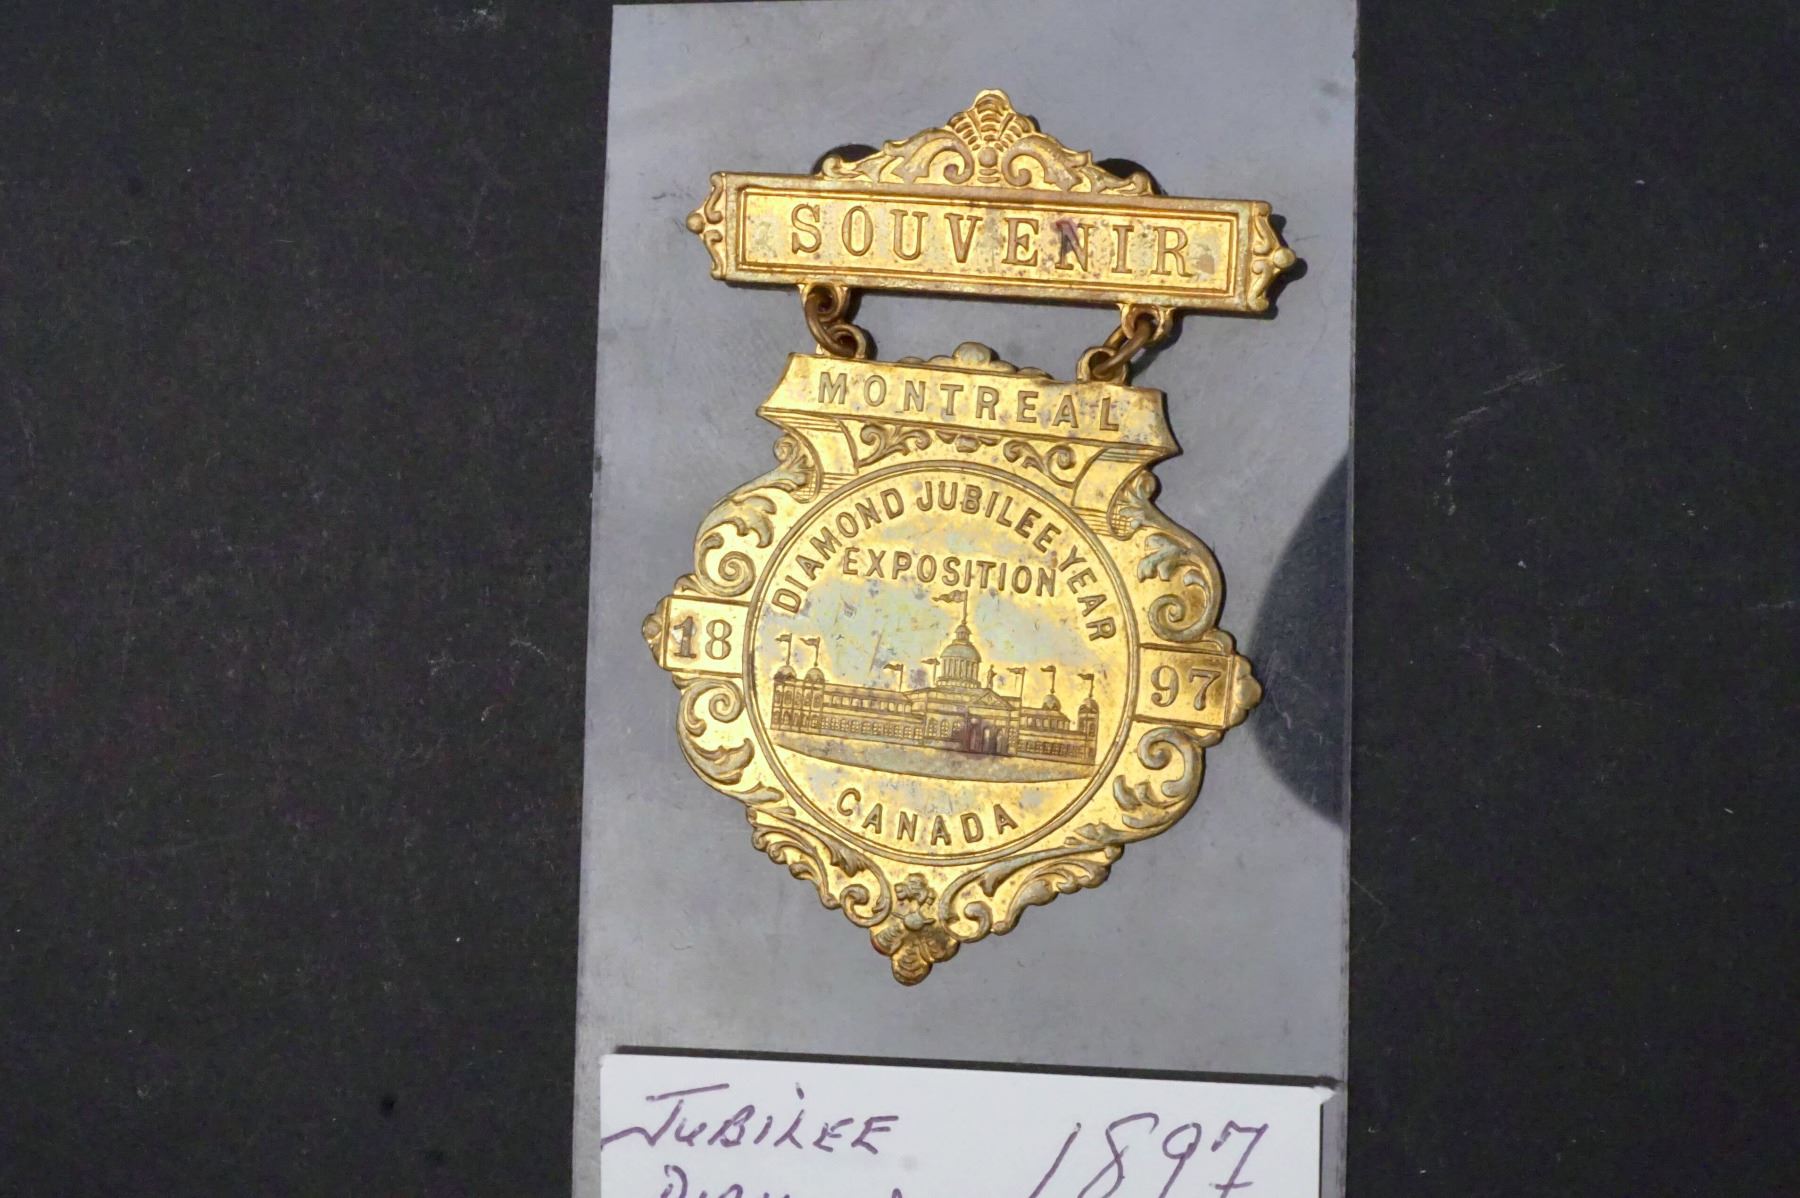 SOUVENIR
MONTREAL
DIAMOND JUBILEE YEAR
EXPOSITION
18 97
CANADA
JUBILEE 1897